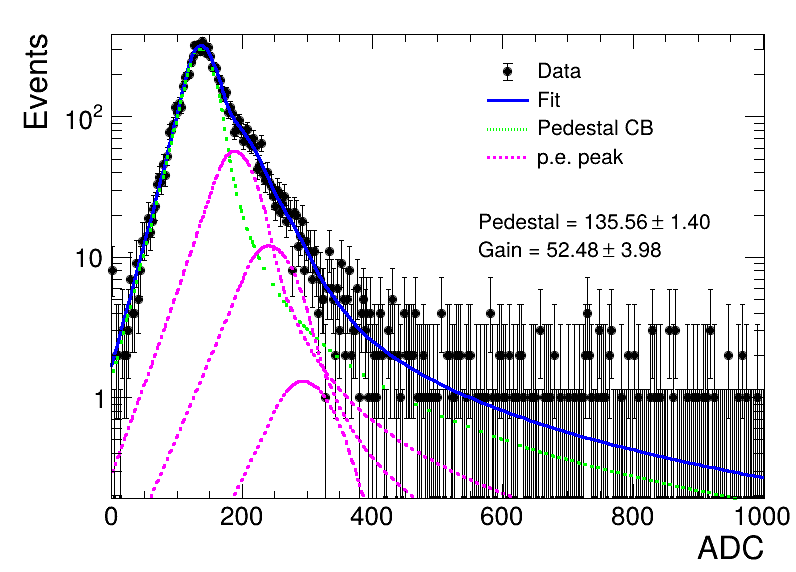 Events
10²
10
1
Data
Fit
Pedestal CB
p.e. peak
Pedestal = 135.56 ± 1.40
Gain = 52.48 ± 3.98
0 200 400 600 800 1000
ADC